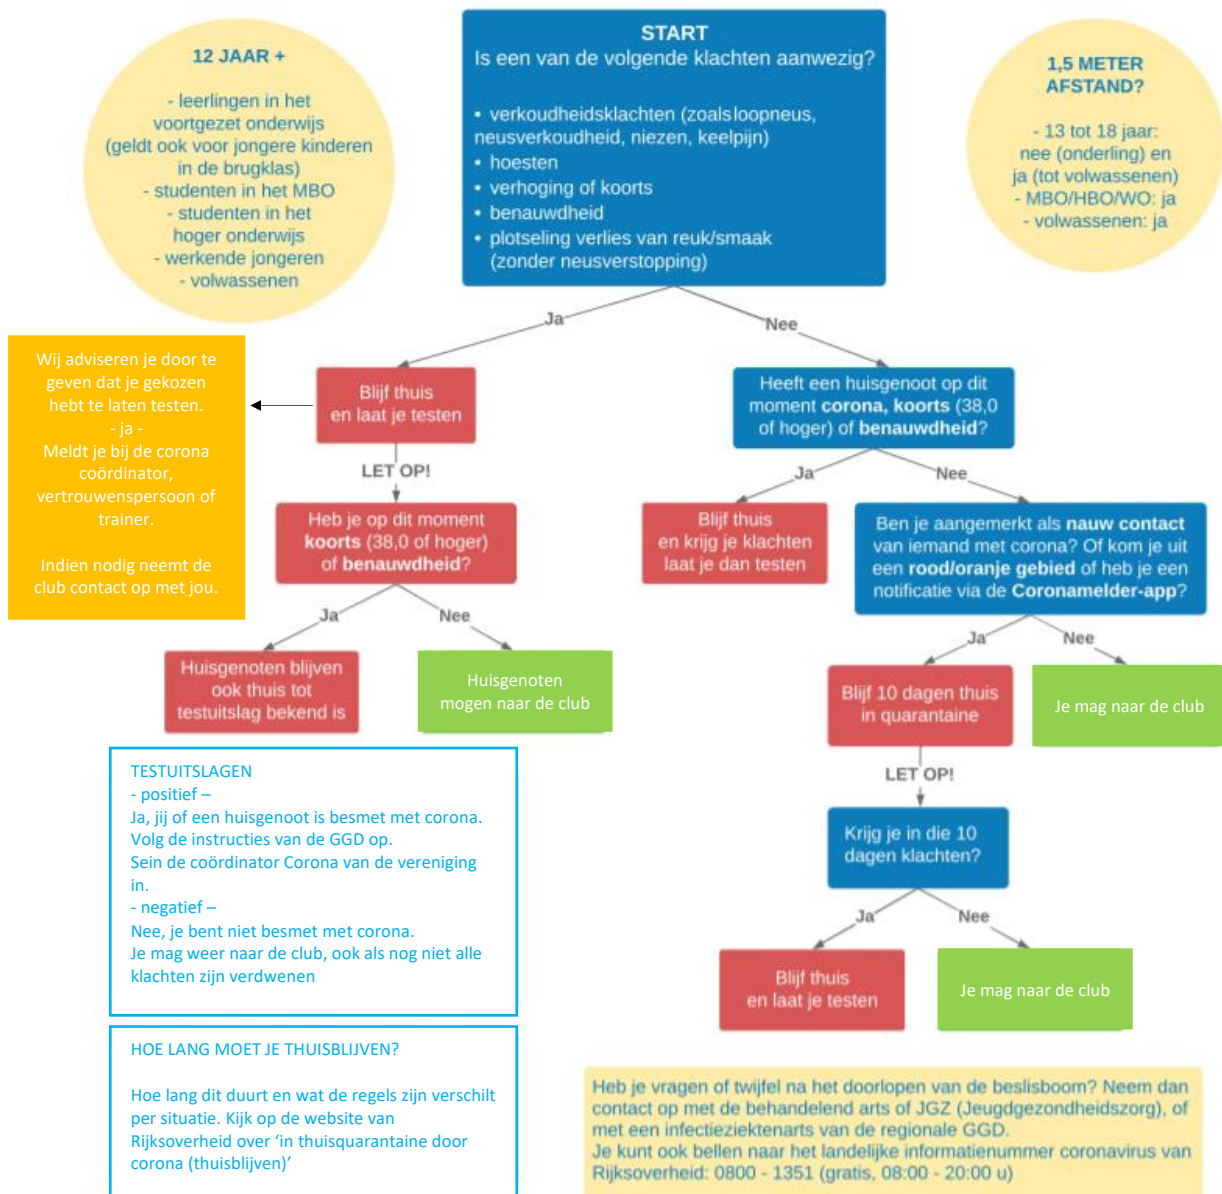 12 JAAR +
- leerlingen in het
voortgezet onderwijs
(geldt ook voor jongere kinderen
in de brugklas)
- studenten in het MBO
- studenten in het
hoger onderwijs
- werkende jongeren
- volwassenen
START
Is een van de volgende klachten aanwezig?
• verkoudheidsklachten (zoals loopneus,
neusverkoudheid, niezen, keelpijn)
• hoesten
• verhoging of koorts
• benauwdheid
• plotseling verlies van reuk/smaak
(zonder neusverstopping)
1,5 METER
AFSTAND?
- 13 tot 18 jaar:
nee (onderling) en
ja (tot volwassenen)
- MBO/HBO/WO: ja
- volwassenen: ja
Ja
Nee
Wij adviseren je door te
geven dat je gekozen
hebt te laten testen.
- ja -
Meldt je bij de corona
coördinator,
vertrouwenspersoon of
trainer.
Indien nodig neemt de
club contact op met jou.
Blijf thuis
en laat je testen
LET OP!
Heb je op dit moment
koorts (38,0 of hoger)
of benauwdheid?
Ja
Nee
Huisgenoten blijven
ook thuis tot
testuitslag bekend is
Huisgenoten
mogen naar de club
Heeft een huisgenoot op dit
moment corona, koorts (38,0
of hoger) of benauwdheid?
Ja
Nee
Blijf thuis
en krijg je klachten
laat je dan testen
Ben je aangemerkt als nauw contact
van iemand met corona? Of kom je uit
een rood/oranje gebied of heb je een
notificatie via de Coronamelder-app?
Ja
Nee
Blijf 10 dagen thuis
in quarantaine
Je mag naar de club
LET OP!
Krijg je in die 10
dagen klachten?
Ja
Nee
Blijf thuis
en laat je testen
Je mag naar de club
TESTUITSLAGEN
- positief –
Ja, jij of een huisgenoot is besmet met corona.
Volg de instructies van de GGD op.
Sein de coördinator Corona van de vereniging
in.
- negatief –
Nee, je bent niet besmet met corona.
Je mag weer naar de club, ook als nog niet alle
klachten zijn verdwenen
HOE LANG MOET JE THUISBLIJVEN?
Hoe lang dit duurt en wat de regels zijn verschilt
per situatie. Kijk op de website van
Rijksoverheid over ‘in thuisquarantaine door
corona (thuisblijven)’
Heb je vragen of twijfel na het doorlopen van de beslisboom? Neem dan
contact op met de behandelend arts of JGZ (Jeugdgezondheidszorg), of
met een infectieziektenarts van de regionale GGD.
Je kunt ook bellen naar het landelijke informatienummer coronavirus van
Rijksoverheid: 0800 - 1351 (gratis, 08:00 - 20:00 u)